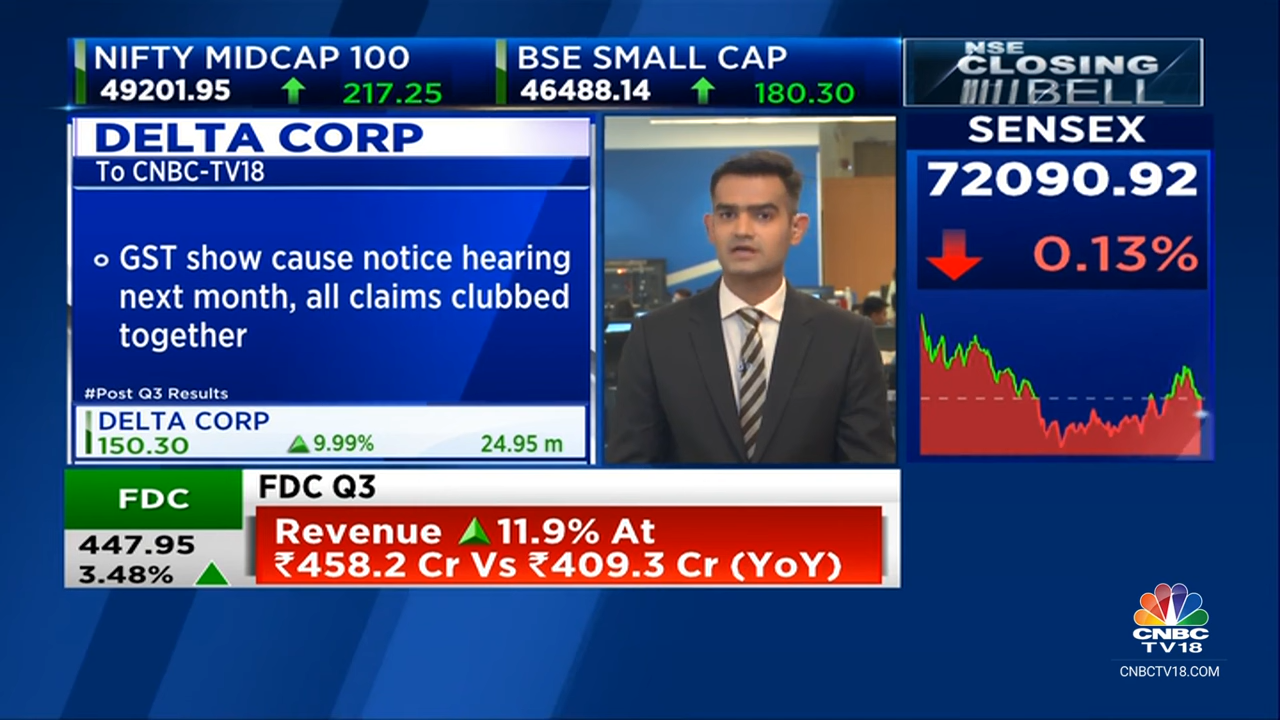 NIFTY MIDCAP 100
49201.95 217.25
BSE SMALL CAP
46488.14 180.30
NSE
CLOSING
BELL
DELTA CORP
To CNBC-TV18
GST show cause notice hearing
next month, all claims clubbed
together
#Post Q3 Results
DELTA CORP
150.30 9.99% 24.95 m
SENSEX
72090.92
0.13%
FDC
447.95
3.48%
FDC Q3
Revenue 11.9% At
₹458.2 Cr Vs ₹409.3 Cr (YoY)
CNBC
TV18
CNBCTV18.COM